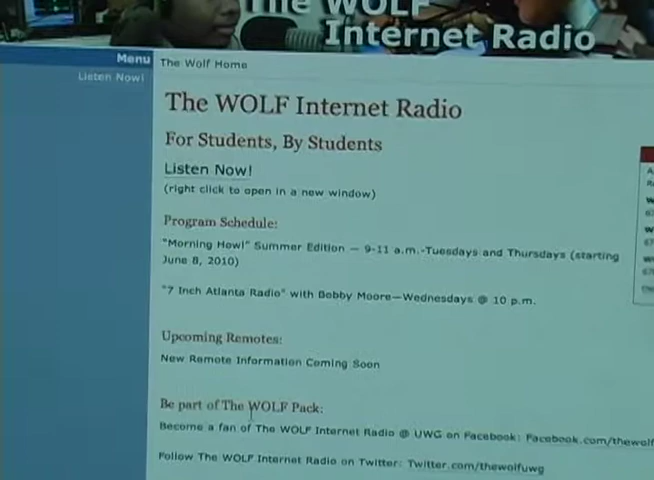 The WOLF
Internet Radio
Menu
The Wolf Home
Listen Now!
The WOLF Internet Radio
For Students, By Students
Listen Now!
(right click to open in a new window)
Program Schedule:
"Morning Howl" Summer Edition — 9-11 a.m.-Tuesdays and Thursdays (starting
June 8, 2010)
"7 Inch Atlanta Radio" with Bobby Moore—Wednesdays @ 10 p.m.
Upcoming Remotes:
New Remote Information Coming Soon
Be part of The WOLF Pack:
Become a fan of The WOLF Internet Radio @ UWG on Facebook: Facebook.com/thewolf
Follow The WOLF Internet Radio on Twitter: Twitter.com/thewolfuwg